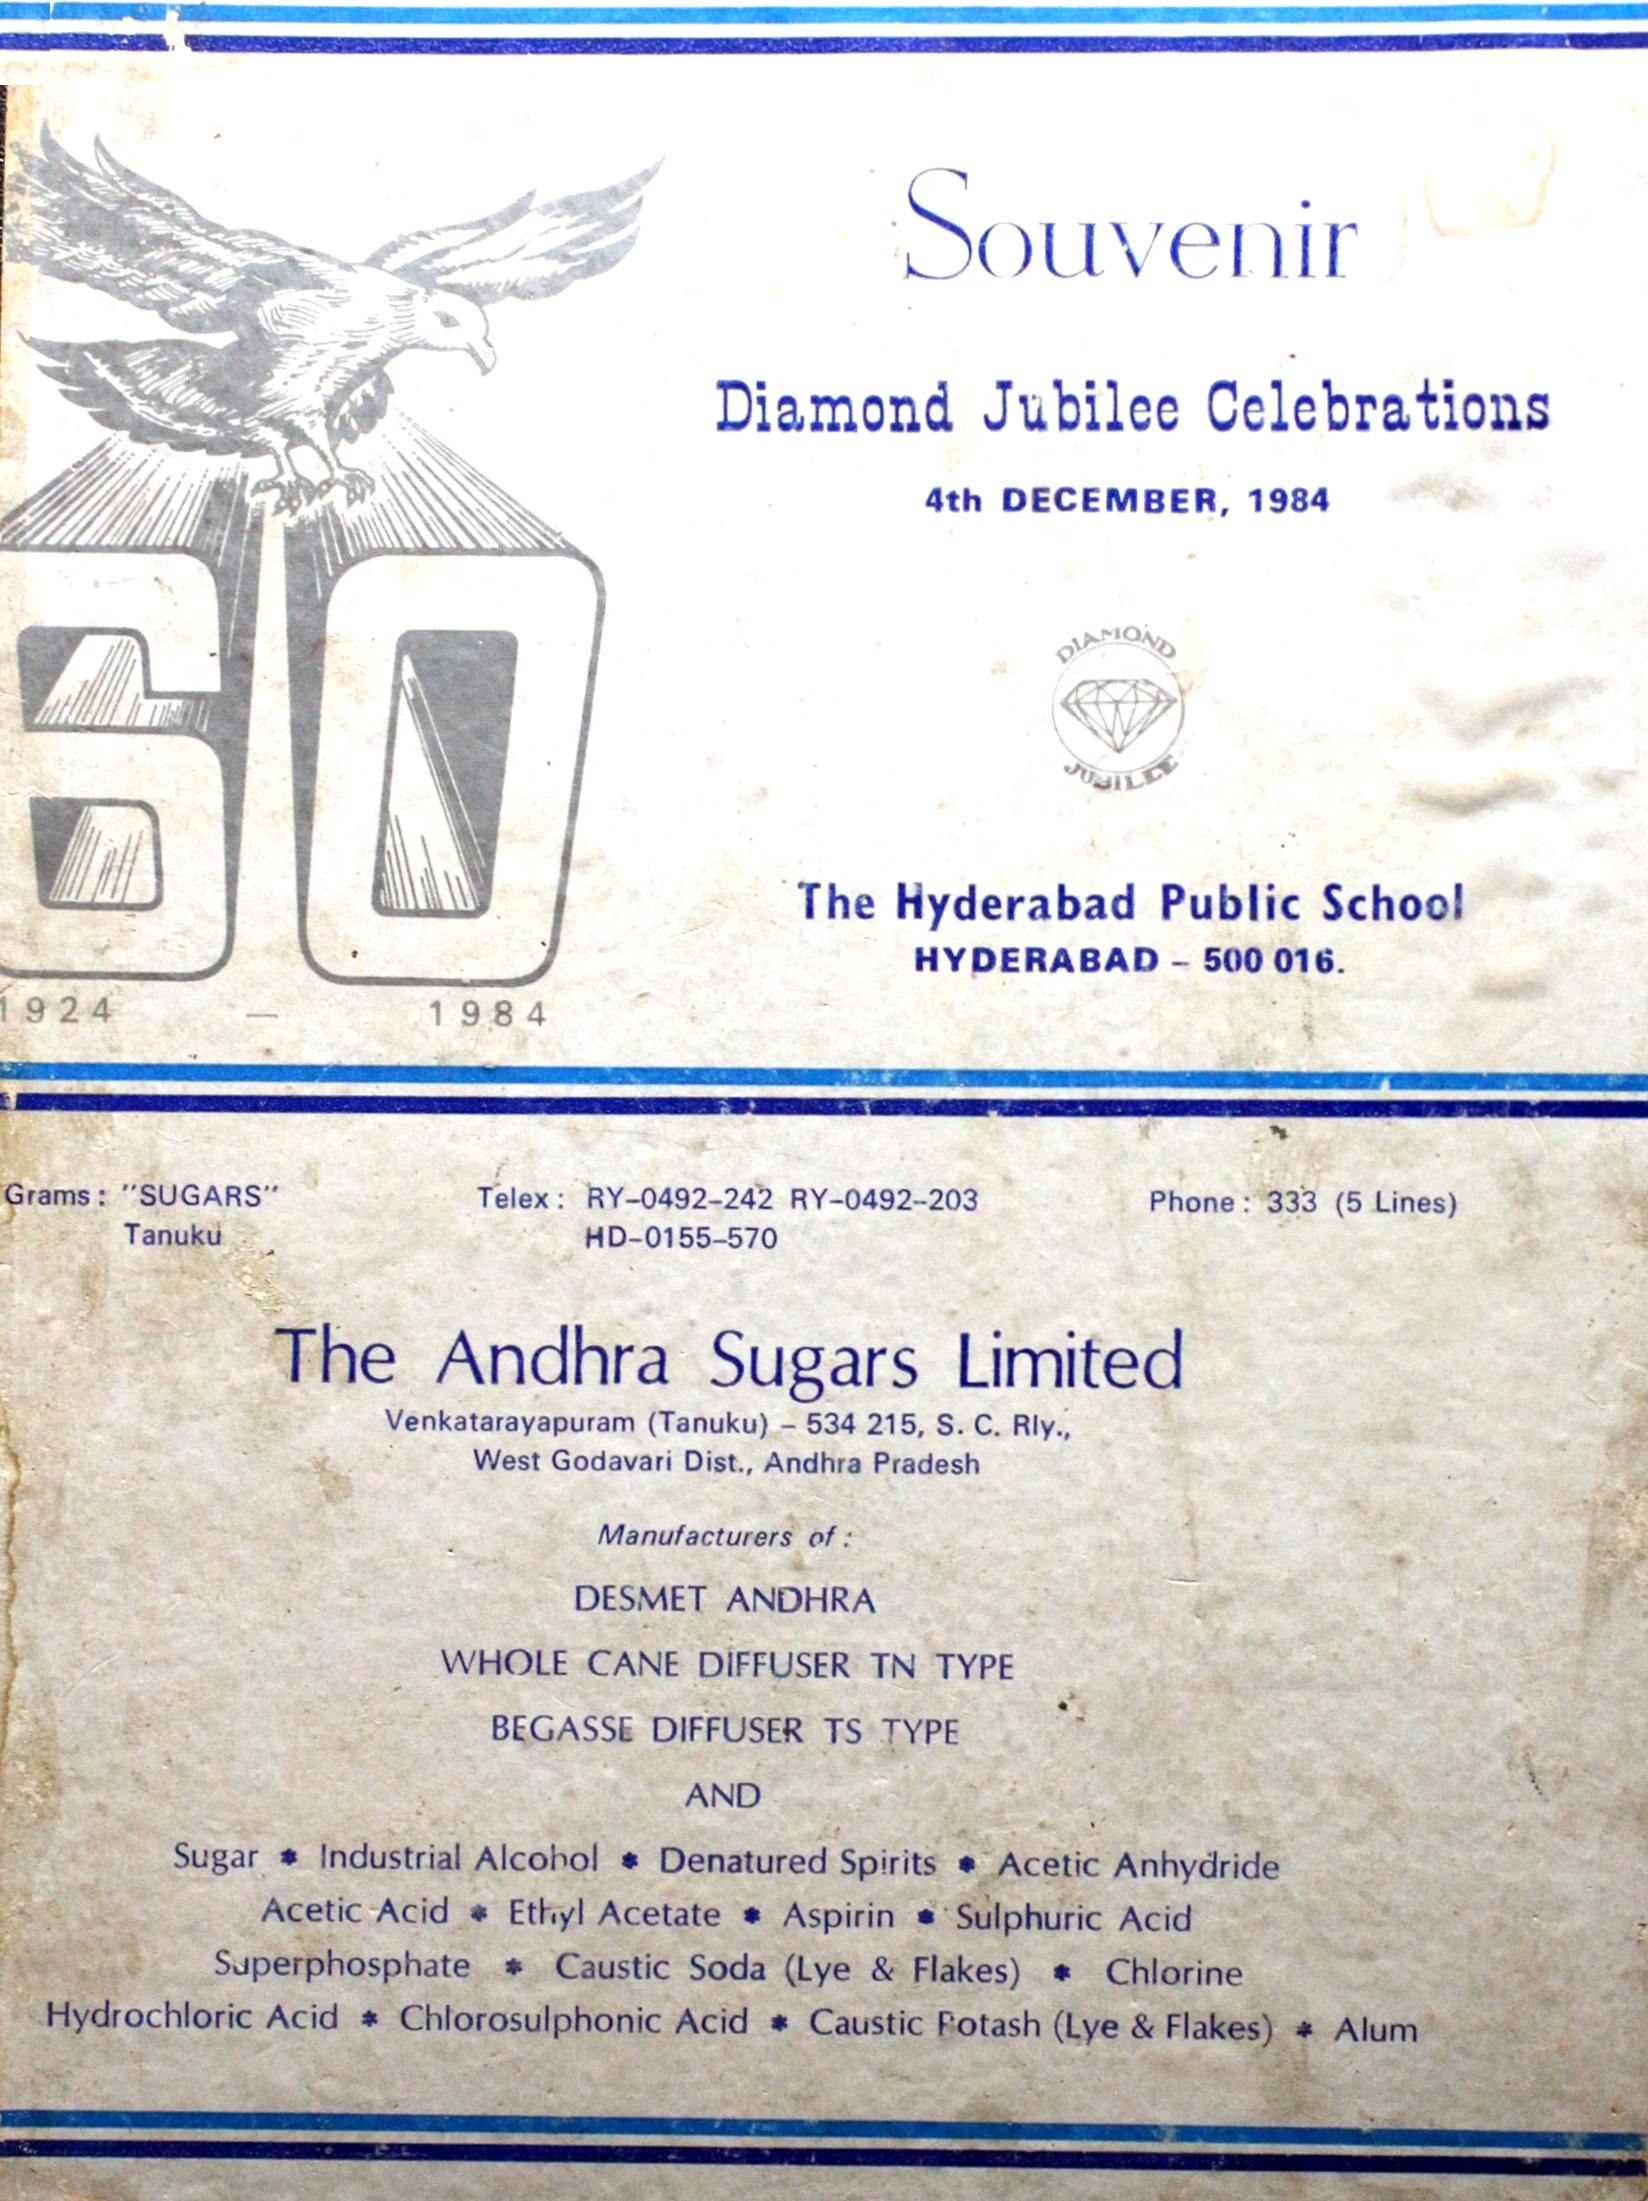 Souvenir
Diamond Jubilee Celebrations
4th DECEMBER, 1984
DIAMOND
JUBILEE
60
The Hyderabad Public School
HYDERABAD – 500 016.
1924 — 1984
Grams : "SUGARS" Telex : RY–0492–242 RY–0492–203 Phone : 333 (5 Lines)
Tanuku HD–0155–570
The Andhra Sugars Limited
Venkatarayapuram (Tanuku) – 534 215, S. C. Rly.,
West Godavari Dist., Andhra Pradesh
Manufacturers of :
DESMET ANDHRA
WHOLE CANE DIFFUSER TN TYPE
BEGASSE DIFFUSER TS TYPE
AND
Sugar * Industrial Alcohol * Denatured Spirits * Acetic Anhydride
Acetic Acid * Ethyl Acetate * Aspirin * Sulphuric Acid
Superphosphate * Caustic Soda (Lye & Flakes) * Chlorine
Hydrochloric Acid * Chlorosulphonic Acid * Caustic Potash (Lye & Flakes) * Alum